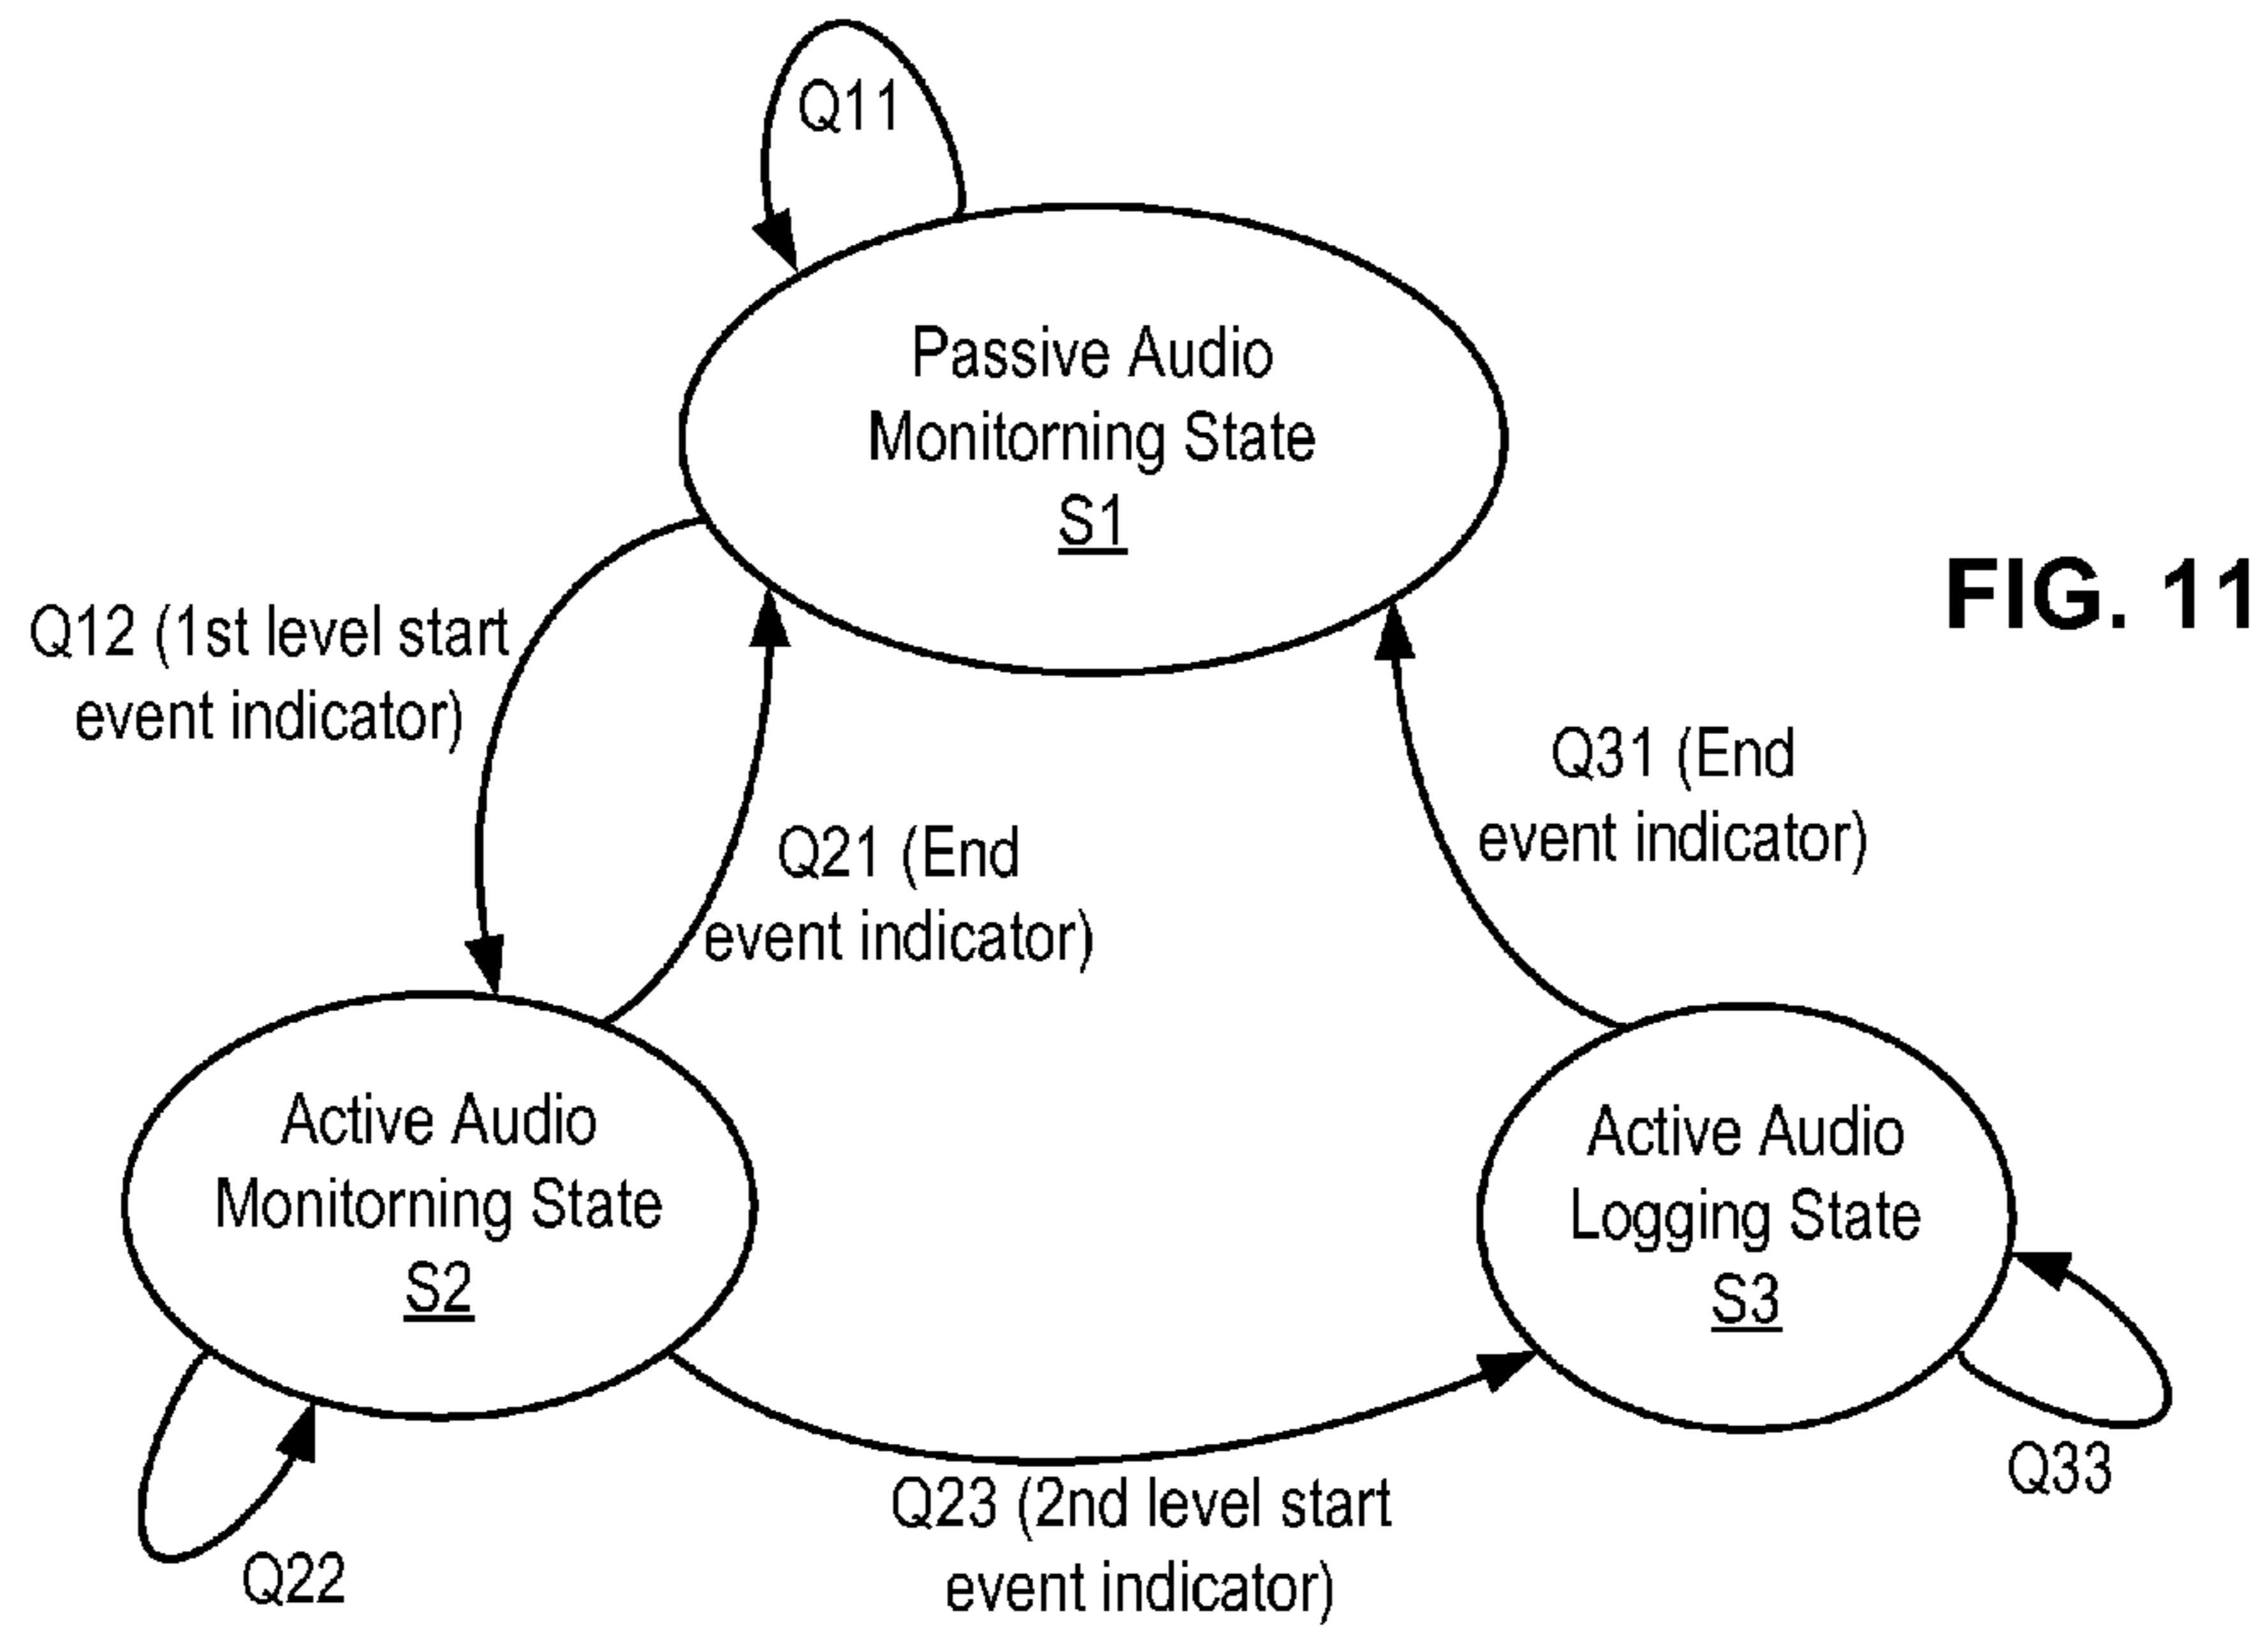 Q11
Passive Audio
Monitorning State
S1
FIG. 11
Q12 (1st level start
event indicator)
Q21 (End
event indicator)
Q31 (End
event indicator)
Active Audio
Monitorning State
S2
Active Audio
Logging State
S3
Q22
Q23 (2nd level start
event indicator)
Q33